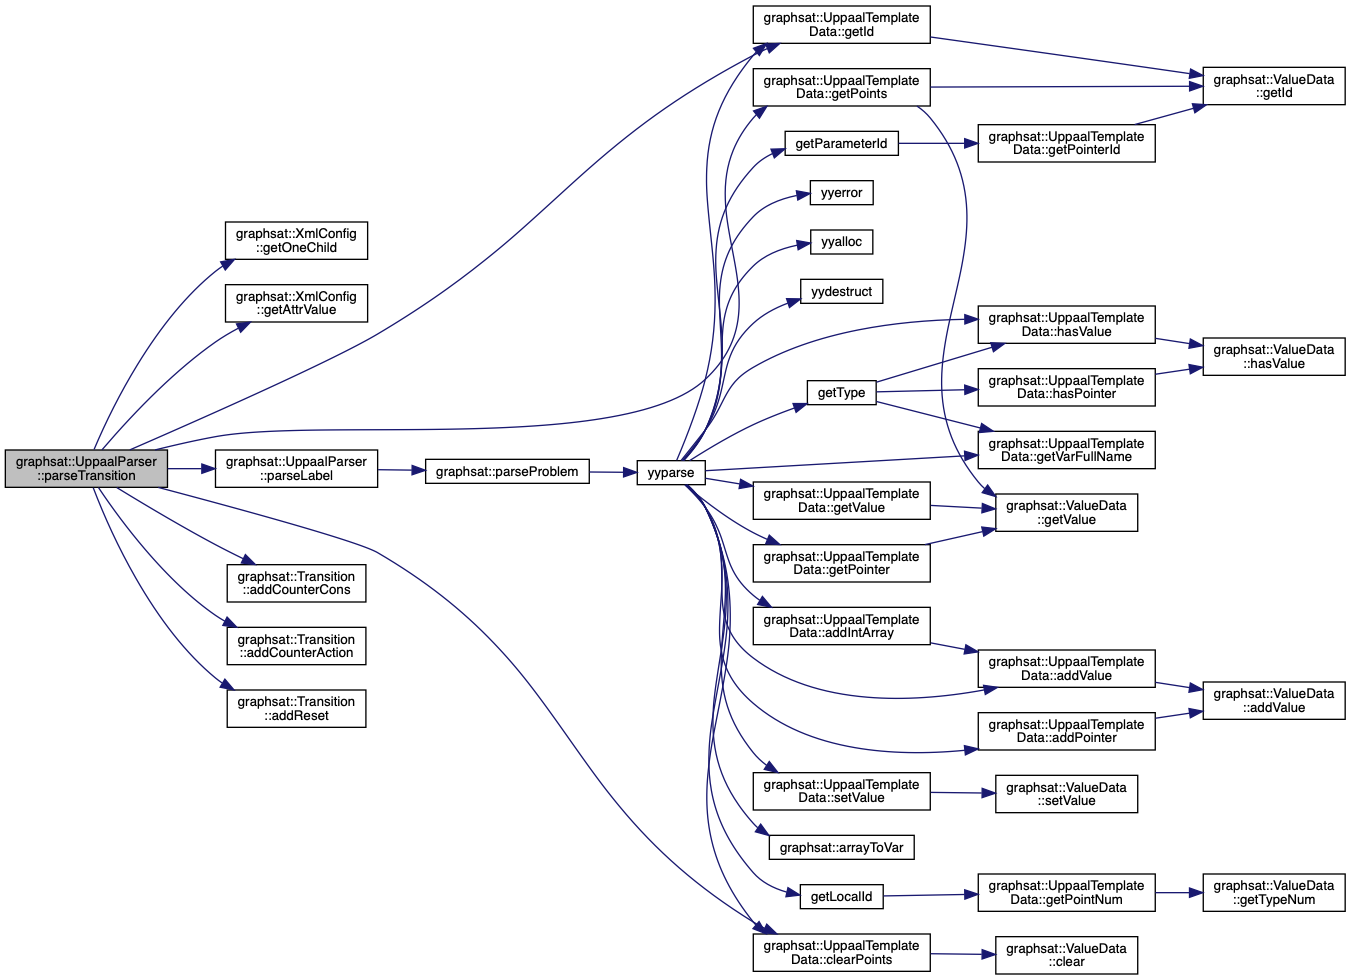 graphsat::UppaalParser
::parseTransition
graphsat::XmlConfig
::getOneChild
graphsat::XmlConfig
::getAttrValue
graphsat::UppaalParser
::parseLabel
graphsat::Transition
::addCounterCons
graphsat::Transition
::addCounterAction
graphsat::Transition
::addReset
graphsat::parseProblem
yyparse
graphsat::UppaalTemplate
Data::getId
graphsat::UppaalTemplate
Data::getPoints
getParameterId
yyerror
yyalloc
yydestruct
getType
graphsat::UppaalTemplate
Data::getValue
graphsat::UppaalTemplate
Data::getPointer
graphsat::UppaalTemplate
Data::addIntArray
graphsat::UppaalTemplate
Data::setValue
graphsat::arrayToVar
getLocalId
graphsat::UppaalTemplate
Data::clearPoints
graphsat::UppaalTemplate
Data::getPointerId
graphsat::UppaalTemplate
Data::hasValue
graphsat::UppaalTemplate
Data::hasPointer
graphsat::UppaalTemplate
Data::getVarFullName
graphsat::ValueData
::getValue
graphsat::UppaalTemplate
Data::addValue
graphsat::UppaalTemplate
Data::addPointer
graphsat::ValueData
::setValue
graphsat::UppaalTemplate
Data::getPointNum
graphsat::ValueData
::clear
graphsat::ValueData
::getId
graphsat::ValueData
::hasValue
graphsat::ValueData
::addValue
graphsat::ValueData
::getTypeNum